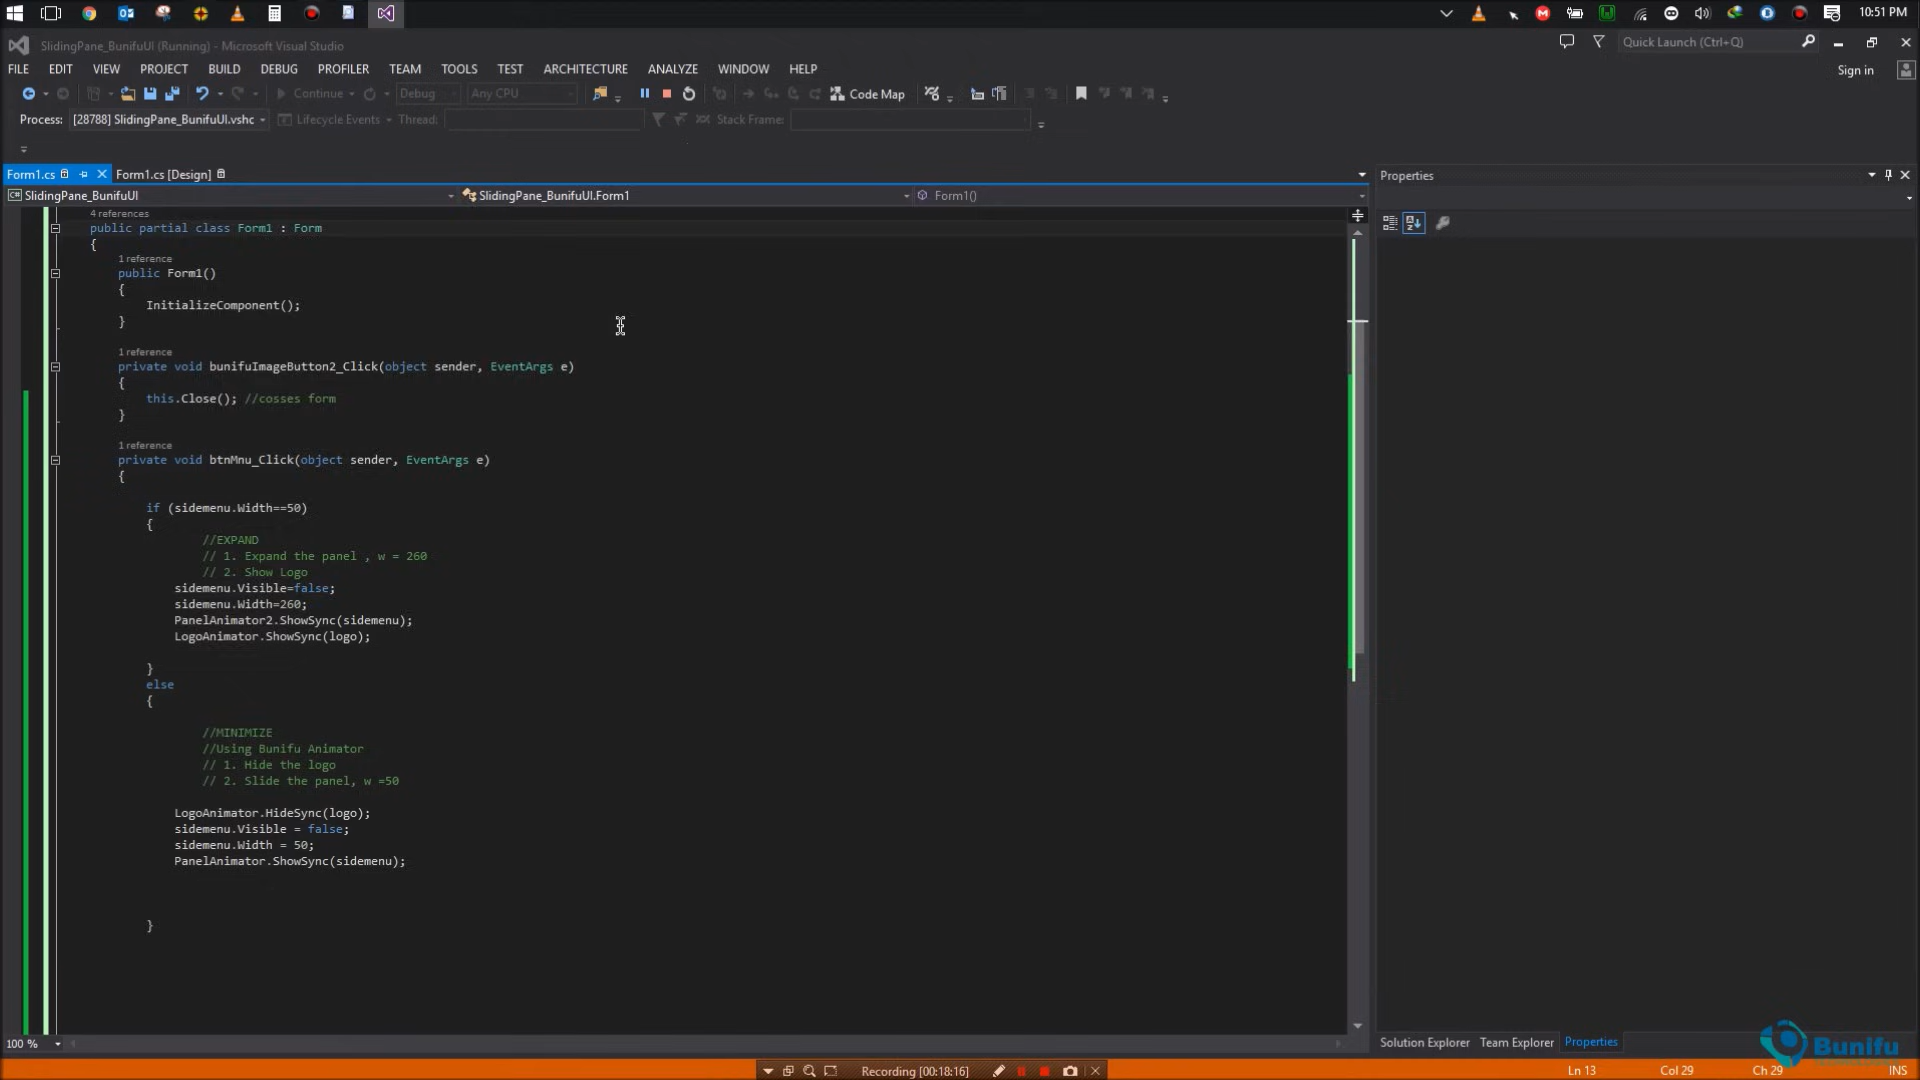 10:51 PM
SlidingPane_BunifuUI (Running) - Microsoft Visual Studio
Quick Launch (Ctrl+Q)
FILE EDIT VIEW PROJECT BUILD DEBUG PROFILER TEAM TOOLS TEST ARCHITECTURE ANALYZE WINDOW HELP
Sign in
Continue Debug Any CPU Code Map
Process: [28788] SlidingPane_BunifuUI.vshc Lifecycle Events Thread: Stack Frame:
Form1.cs Form1.cs [Design]
Properties
SlidingPane_BunifuUI SlidingPane_BunifuUI.Form1 Form1()
4 references
public partial class Form1 : Form
{
1 reference
public Form1()
{
InitializeComponent();
}
1 reference
private void bunifuImageButton2_Click(object sender, EventArgs e)
{
this.Close(); //cosses form
}
1 reference
private void btnMnu_Click(object sender, EventArgs e)
{
if (sidemenu.Width==50)
{
//EXPAND
// 1. Expand the panel , w = 260
// 2. Show Logo
sidemenu.Visible=false;
sidemenu.Width=260;
PanelAnimator2.ShowSync(sidemenu);
LogoAnimator.ShowSync(logo);
}
else
{
//MINIMIZE
//Using Bunifu Animator
// 1. Hide the logo
// 2. Slide the panel, w =50
LogoAnimator.HideSync(logo);
sidemenu.Visible = false;
sidemenu.Width = 50;
PanelAnimator.ShowSync(sidemenu);
}
100 %
Solution Explorer Team Explorer Properties
Bunifu
Recording [00:18:16]
Ln 13 Col 29 Ch 29 INS